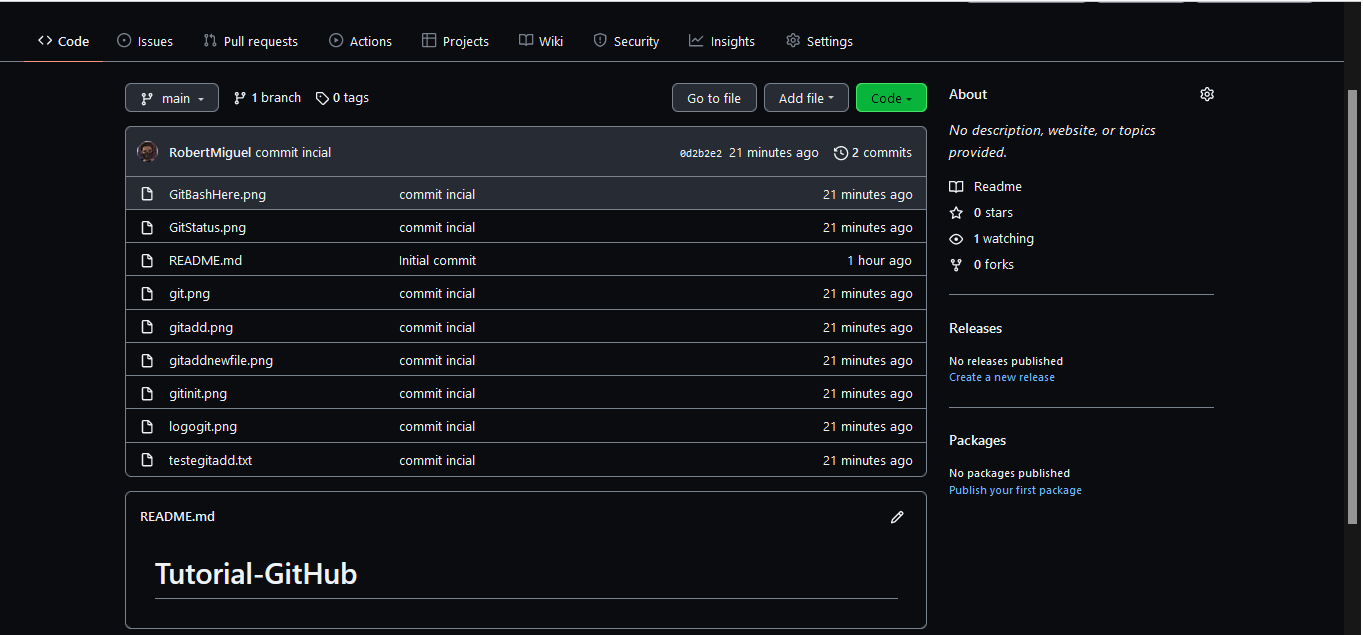 Code Issues Pull requests Actions Projects Wiki Security Insights Settings
main 1 branch 0 tags Go to file Add file Code
RobertMiguel commit incial 0d2b2e2 21 minutes ago 2 commits
GitBashHere.png commit incial 21 minutes ago
GitStatus.png commit incial 21 minutes ago
README.md Initial commit 1 hour ago
git.png commit incial 21 minutes ago
gitadd.png commit incial 21 minutes ago
gitaddnewfile.png commit incial 21 minutes ago
gitinit.png commit incial 21 minutes ago
logogit.png commit incial 21 minutes ago
testegitadd.txt commit incial 21 minutes ago
README.md
Tutorial-GitHub
About
No description, website, or topics
provided.
Readme
0 stars
1 watching
0 forks
Releases
No releases published
Create a new release
Packages
No packages published
Publish your first package